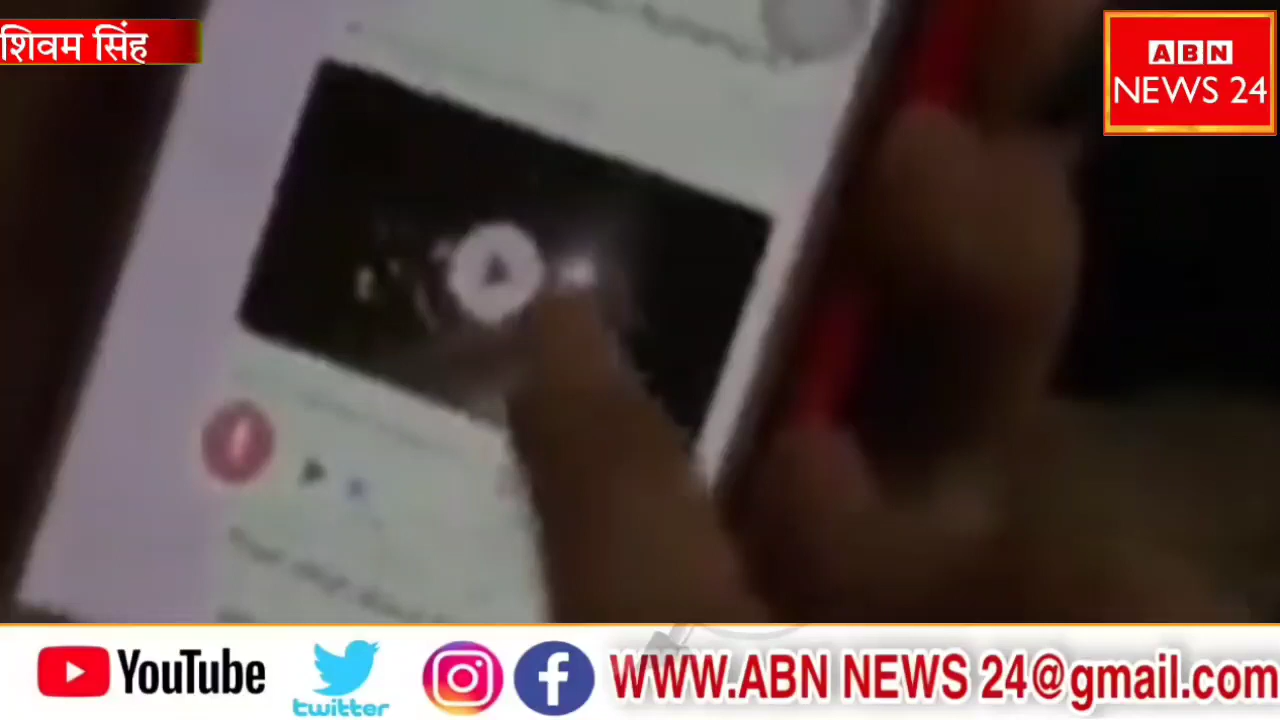 शिवम सिंह
ABN
NEWS 24
YouTube
twitter
WWW.ABN NEWS 24@gmail.com